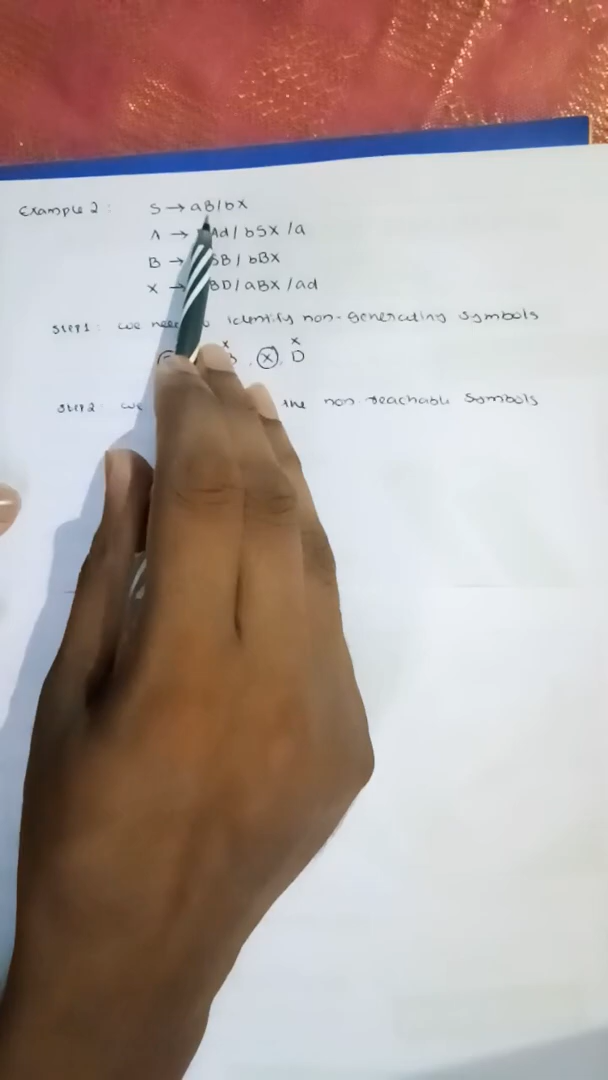 Example 2: S → aB/bX
A → Ad/bSX/a
B → SB/bBX
X → BD/aBX/ad
Step1: we need identify non-generating symbols
x x
, (X), D
Step2: we the non reachable symbols